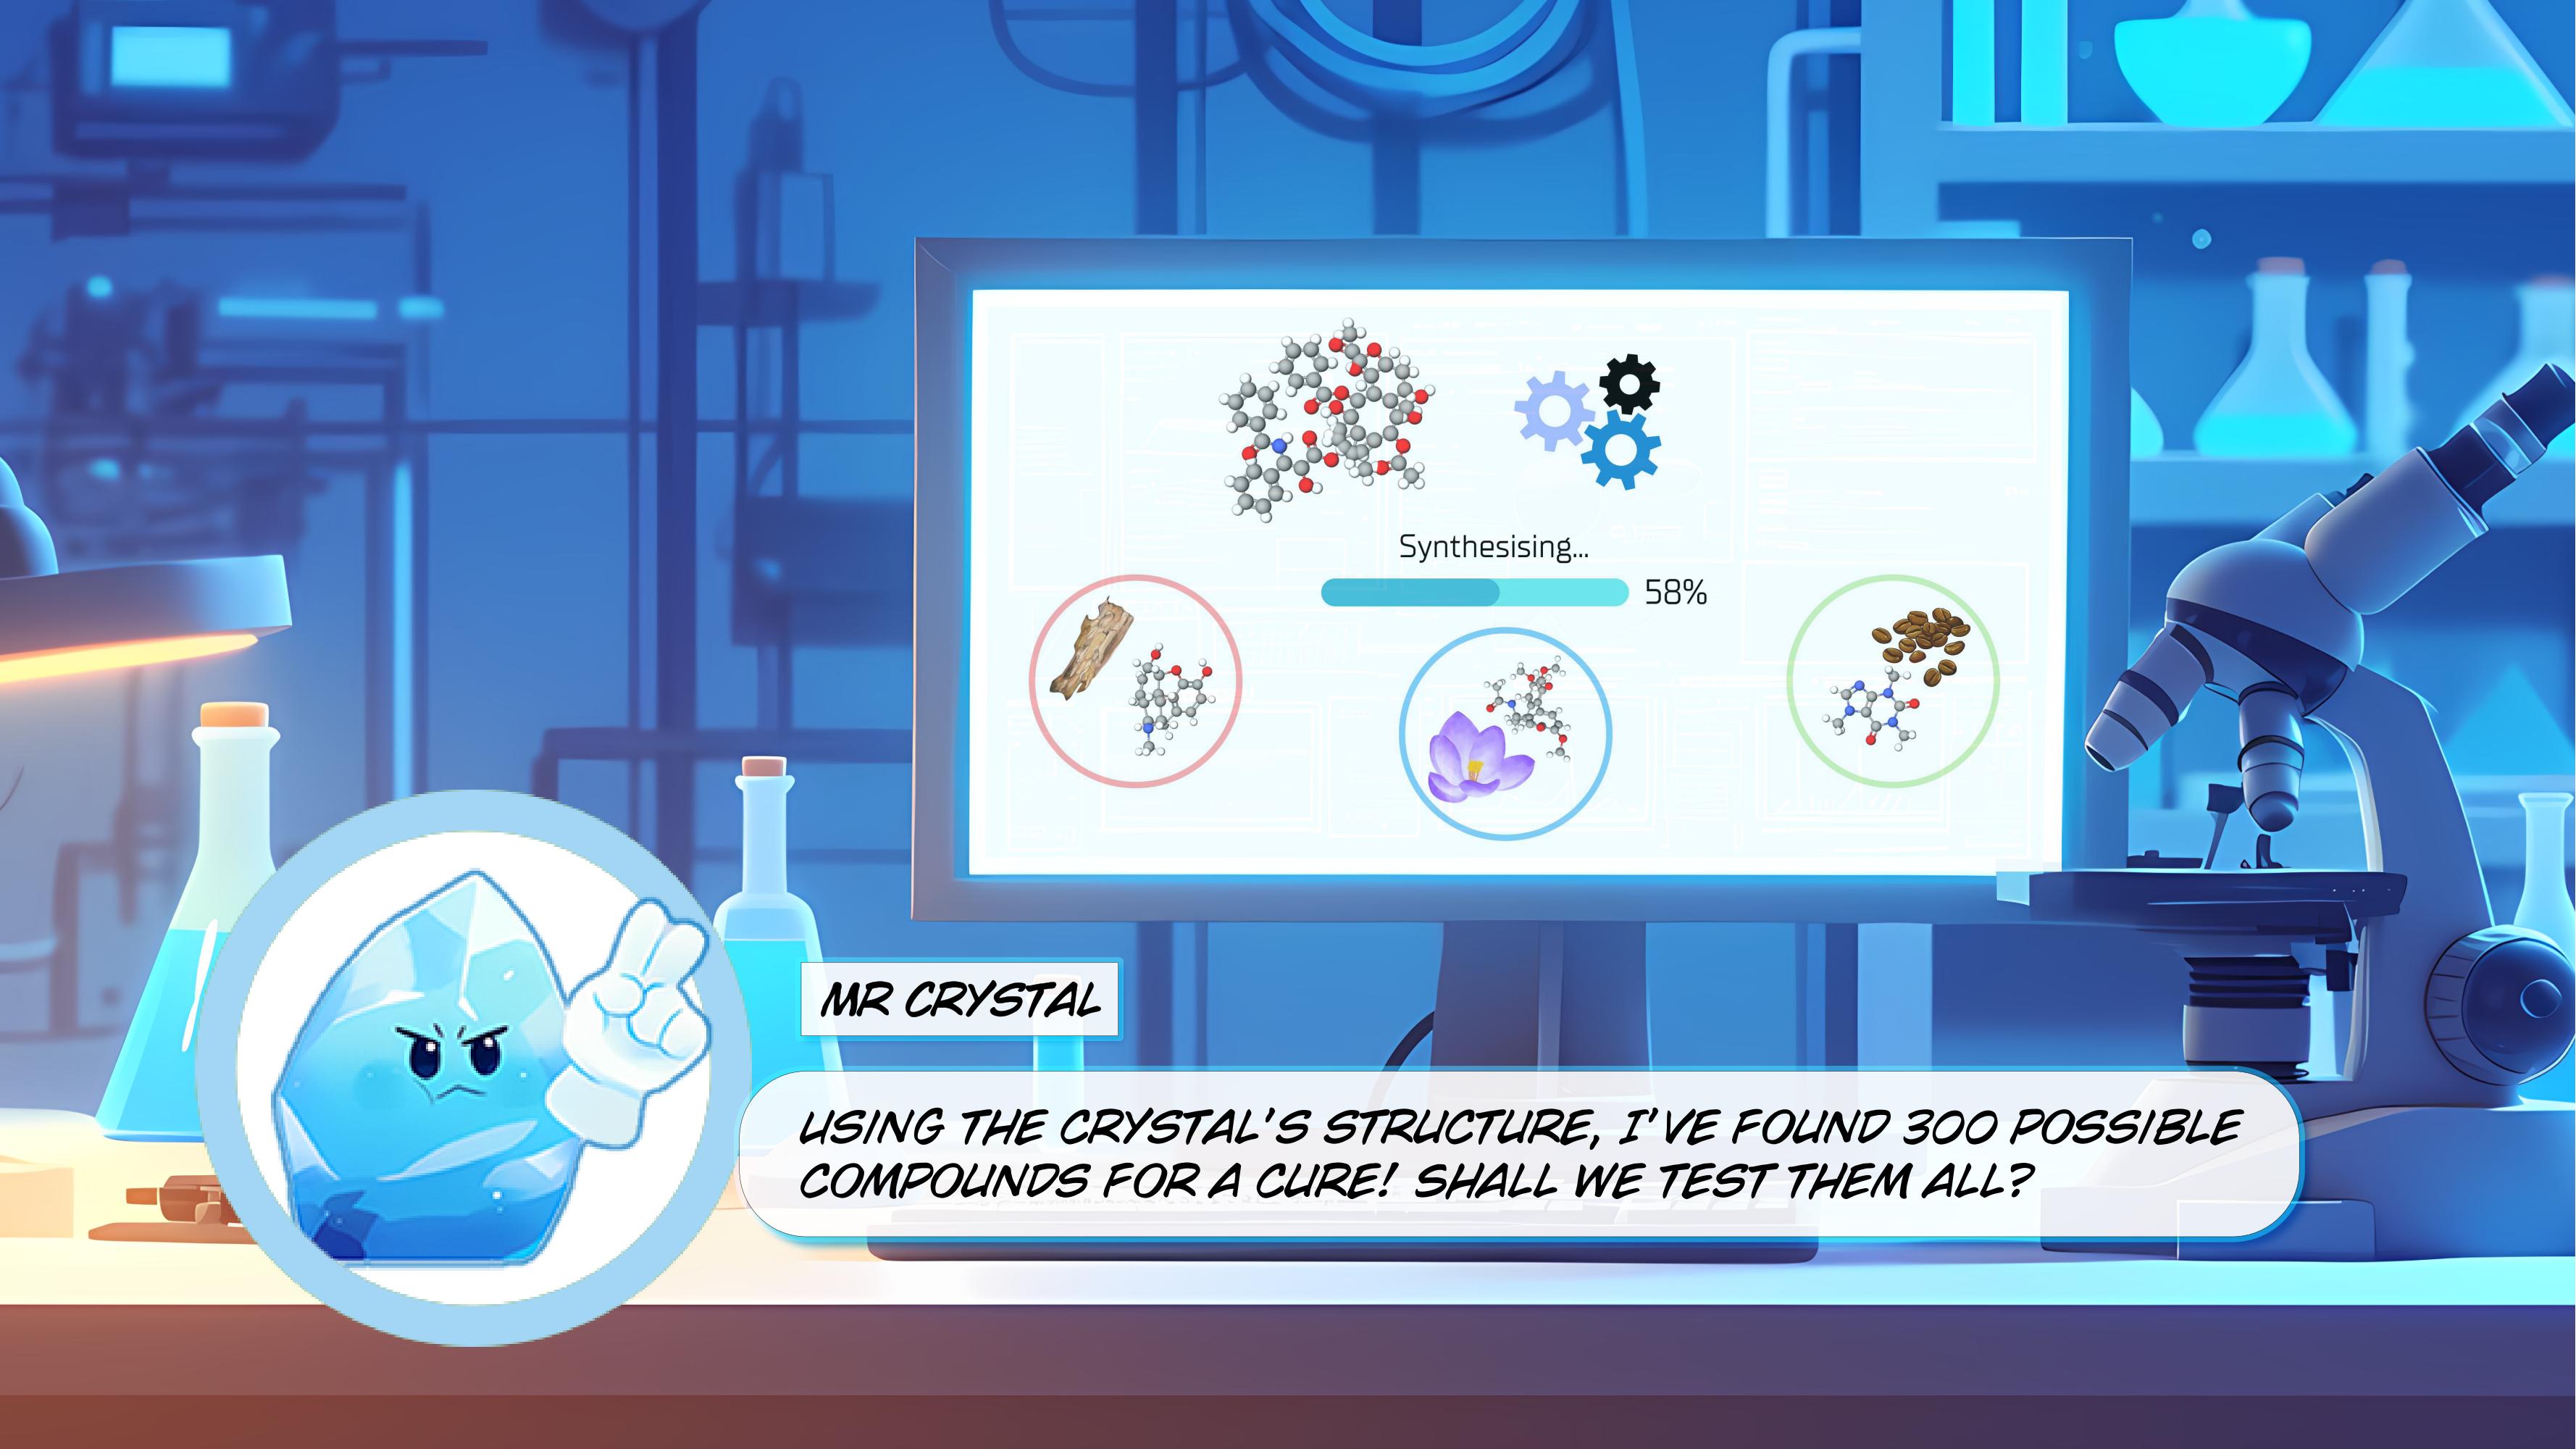 Synthesising...
58%
MR CRYSTAL
USING THE CRYSTAL'S STRUCTURE, I'VE FOUND 300 POSSIBLE
COMPOUNDS FOR A CURE! SHALL WE TEST THEM ALL?